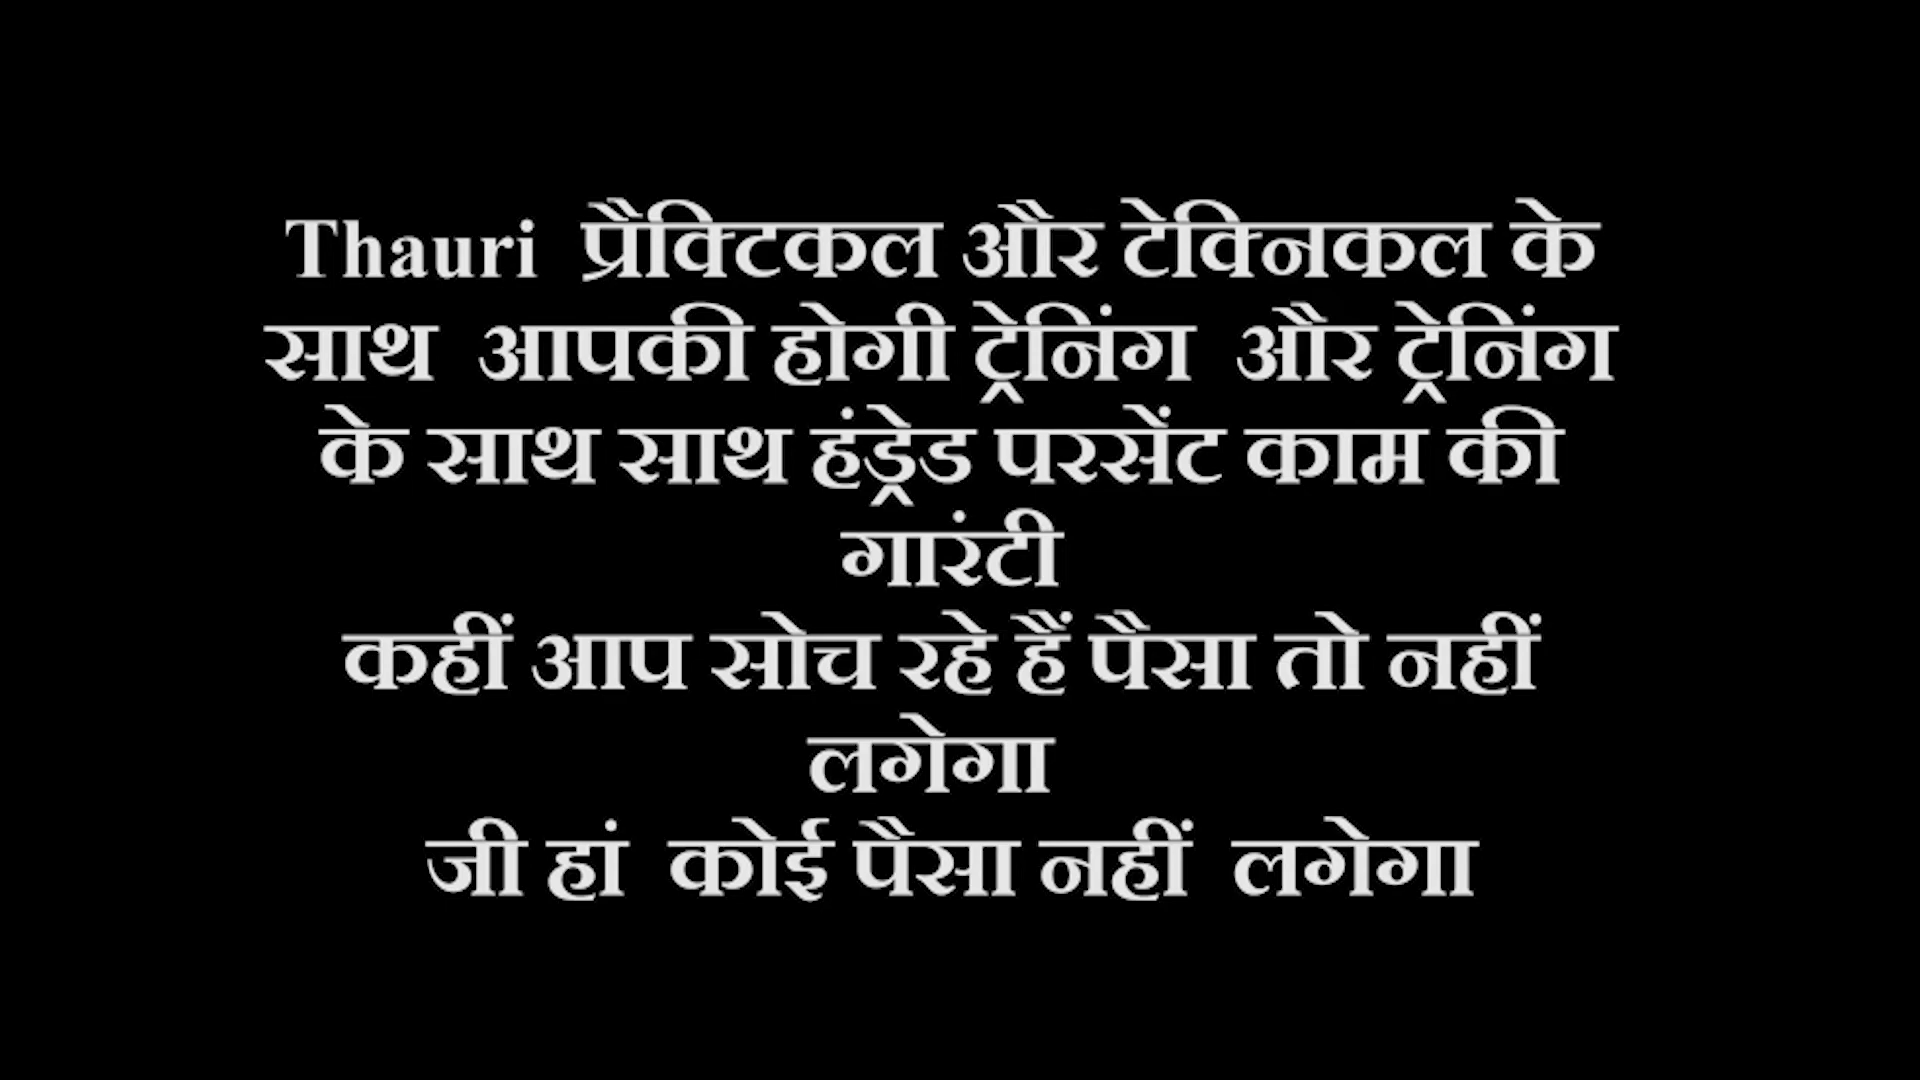 Thauri प्रैक्टिकल और टेक्निकल के
साथ आपकी होगी ट्रेनिंग और ट्रेनिंग
के साथ साथ हंड्रेड परसेंट काम की
गारंटी
कहीं आप सोच रहे हैं पैसा तो नहीं
लगेगा
जी हां कोई पैसा नहीं लगेगा